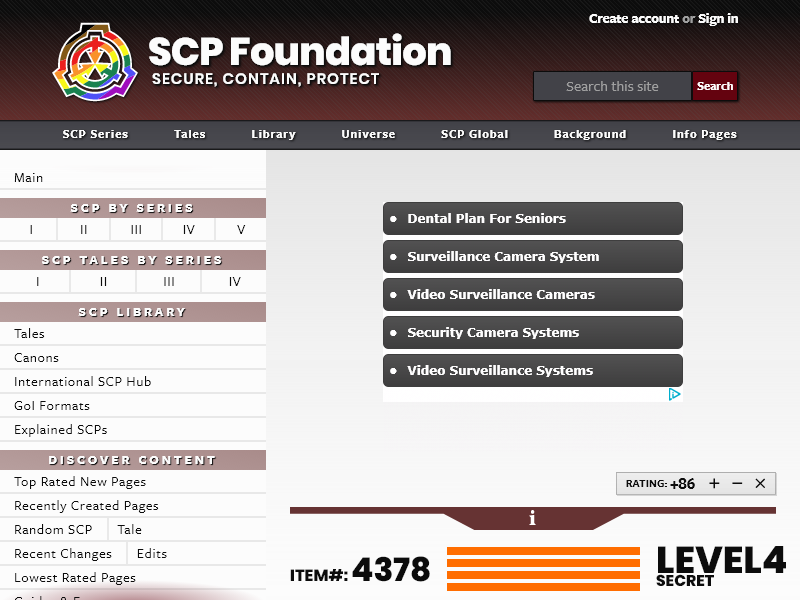 Create account or Sign in
SCP Foundation
SECURE, CONTAIN, PROTECT
Search this site
Search
SCP Series Tales Library Universe SCP Global Background Info Pages
Main
SCP BY SERIES
I II III IV V
SCP TALES BY SERIES
I II III IV
SCP LIBRARY
Tales
Canons
International SCP Hub
GoI Formats
Explained SCPs
DISCOVER CONTENT
Top Rated New Pages
Recently Created Pages
Random SCP Tale
Recent Changes Edits
Lowest Rated Pages
Dental Plan For Seniors
Surveillance Camera System
Video Surveillance Cameras
Security Camera Systems
Video Surveillance Systems
RATING: +86 + − ×
i
ITEM#: 4378
LEVEL4
SECRET